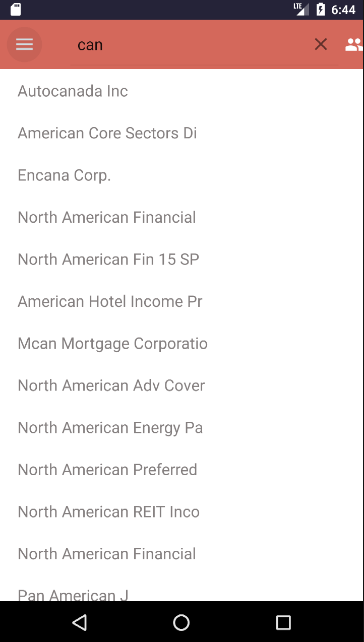 LTE 6:44
can
Autocanada Inc
American Core Sectors Di
Encana Corp.
North American Financial
North American Fin 15 SP
American Hotel Income Pr
Mcan Mortgage Corporatio
North American Adv Cover
North American Energy Pa
North American Preferred
North American REIT Inco
North American Financial
Pan American J